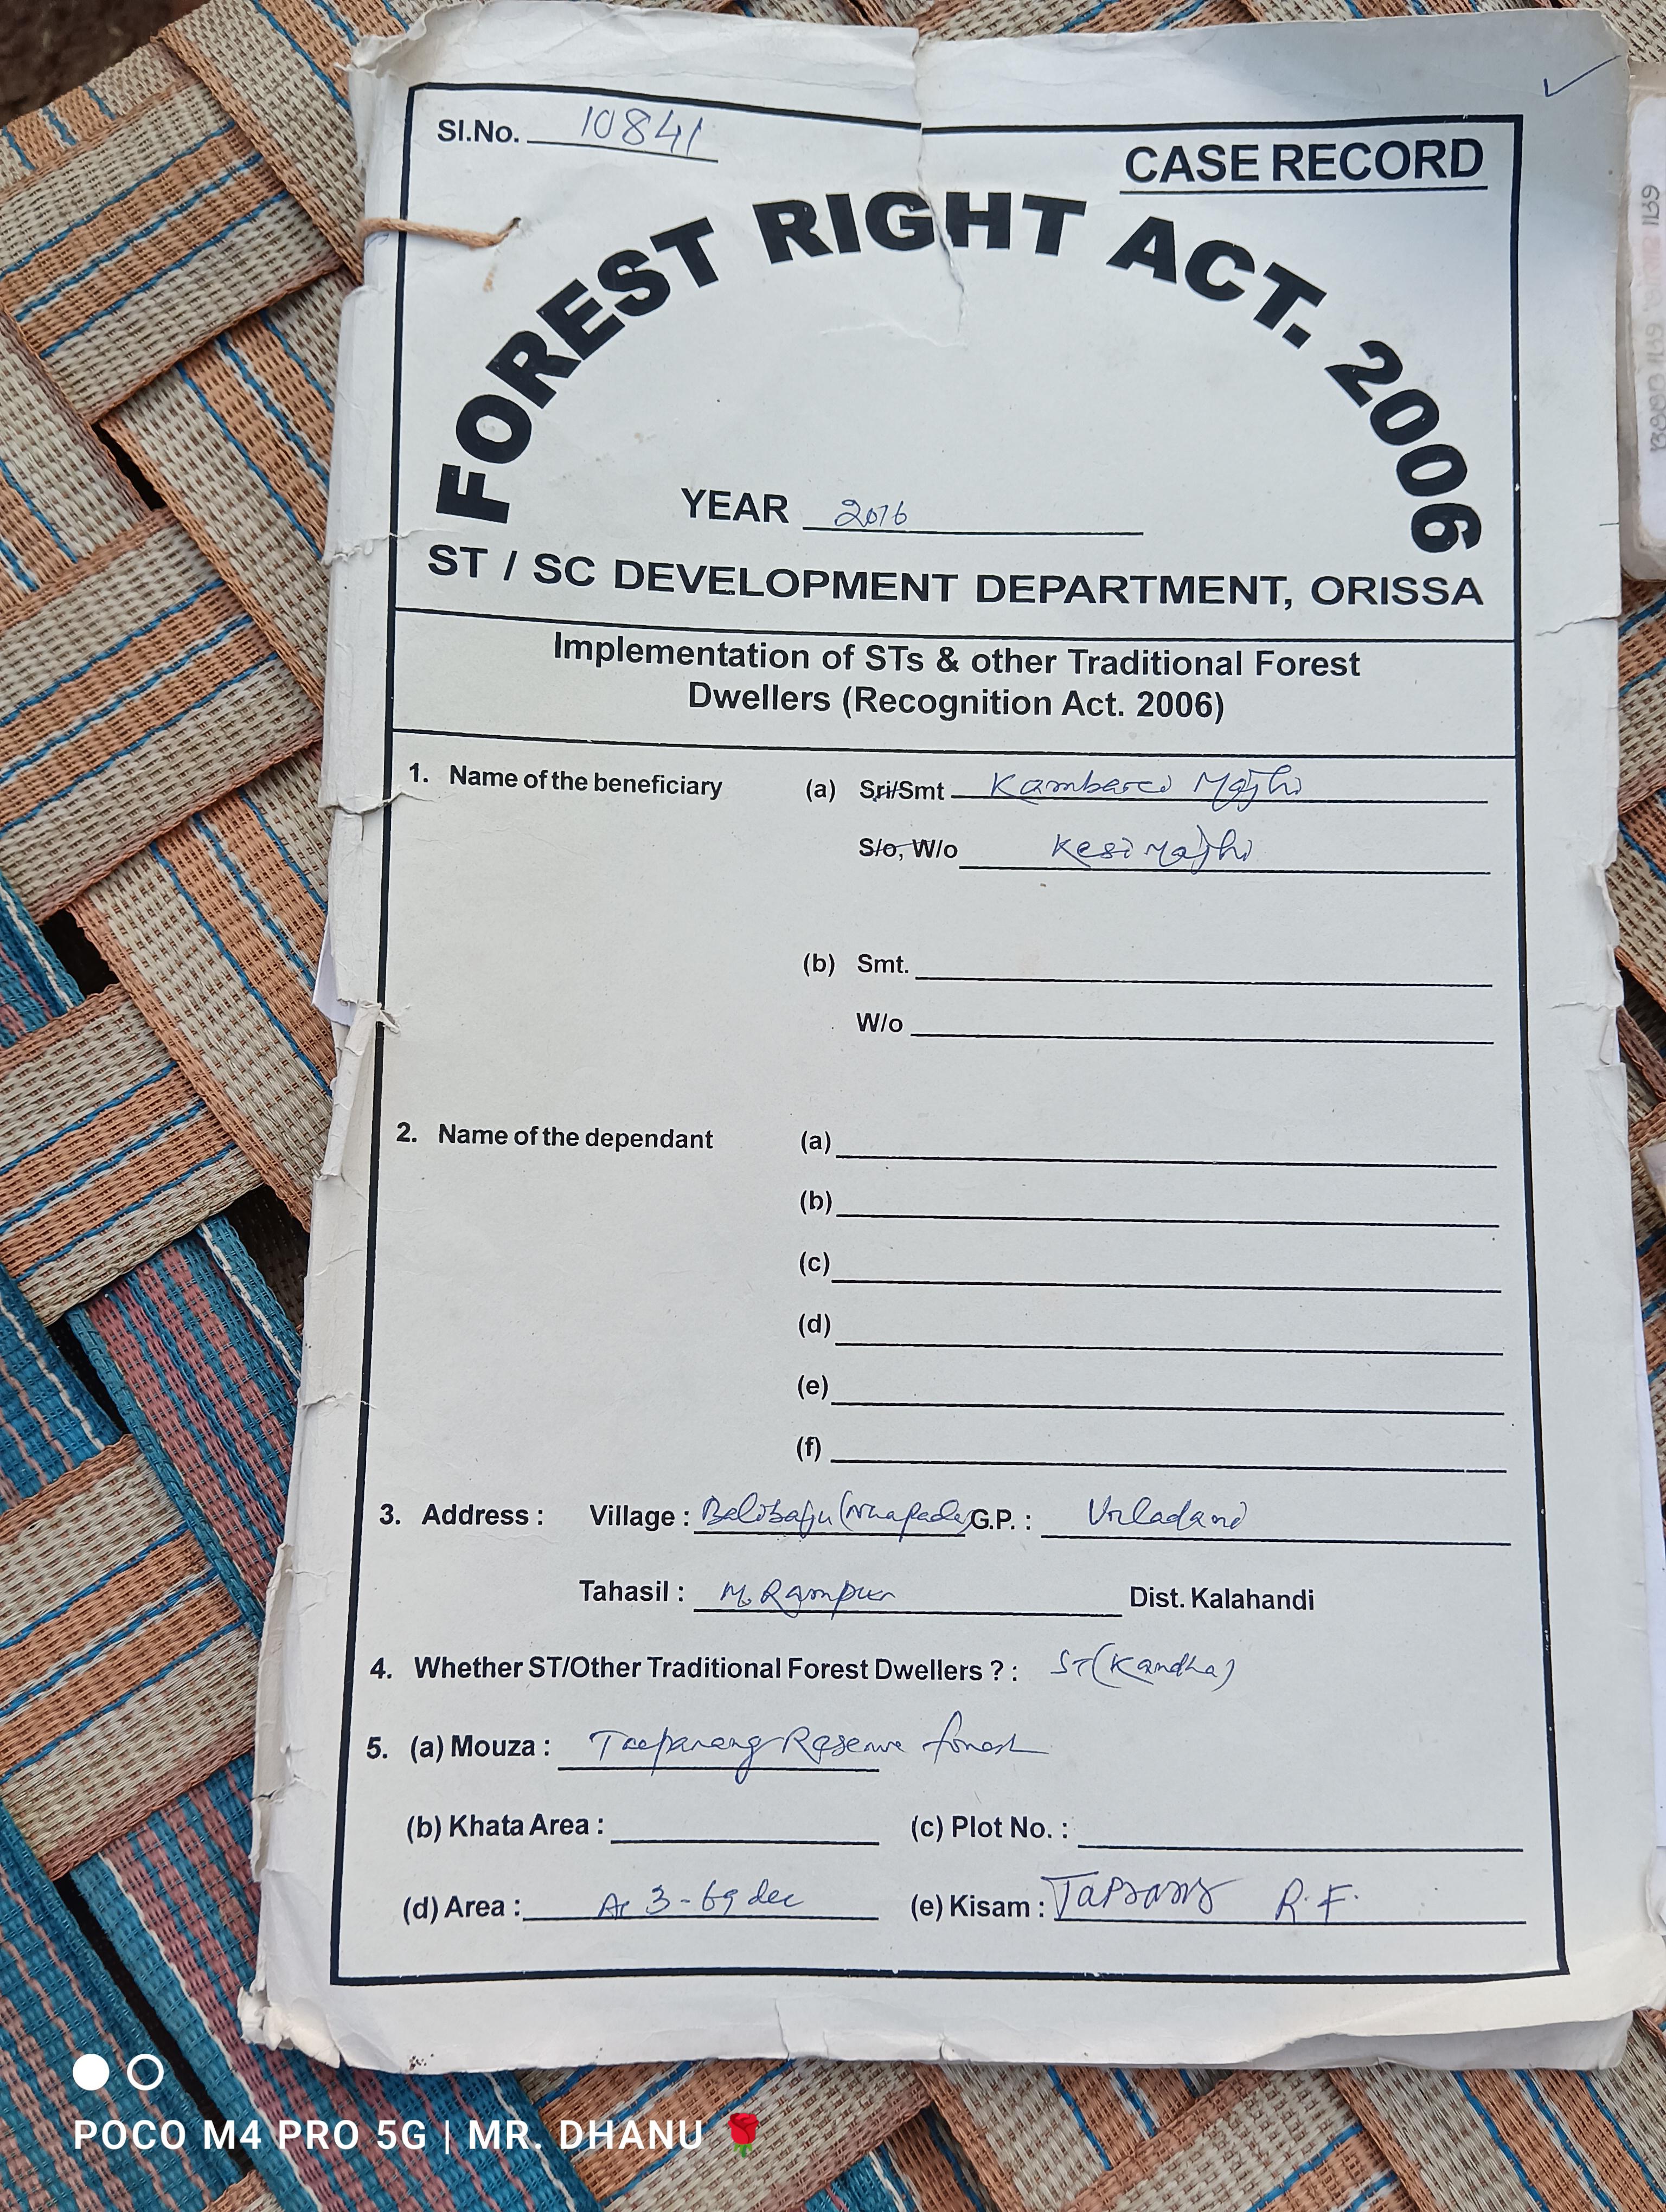 Sl.No. 10841
CASE RECORD
FOREST RIGHT ACT. 2006
YEAR 2016
ST / SC DEVELOPMENT DEPARTMENT, ORISSA
Implementation of STs & other Traditional Forest
Dwellers (Recognition Act. 2006)
1. Name of the beneficiary (a) Sri/Smt Majhi
S/o, W/o Kesi Majhi
(b) Smt.
W/o
2. Name of the dependant (a)
(b)
(c)
(d)
(e)
(f)
3. Address : Village : G.P. : Urladani
Tahasil : M. Rampur Dist. Kalahandi
4. Whether ST/Other Traditional Forest Dwellers ? : ST (Kandha)
5. (a) Mouza : Reserve forest
(b) Khata Area : (c) Plot No. :
(d) Area : Ac 3-69 dec (e) Kisam : R.F.
POCO M4 PRO 5G | MR. DHANU 🌹